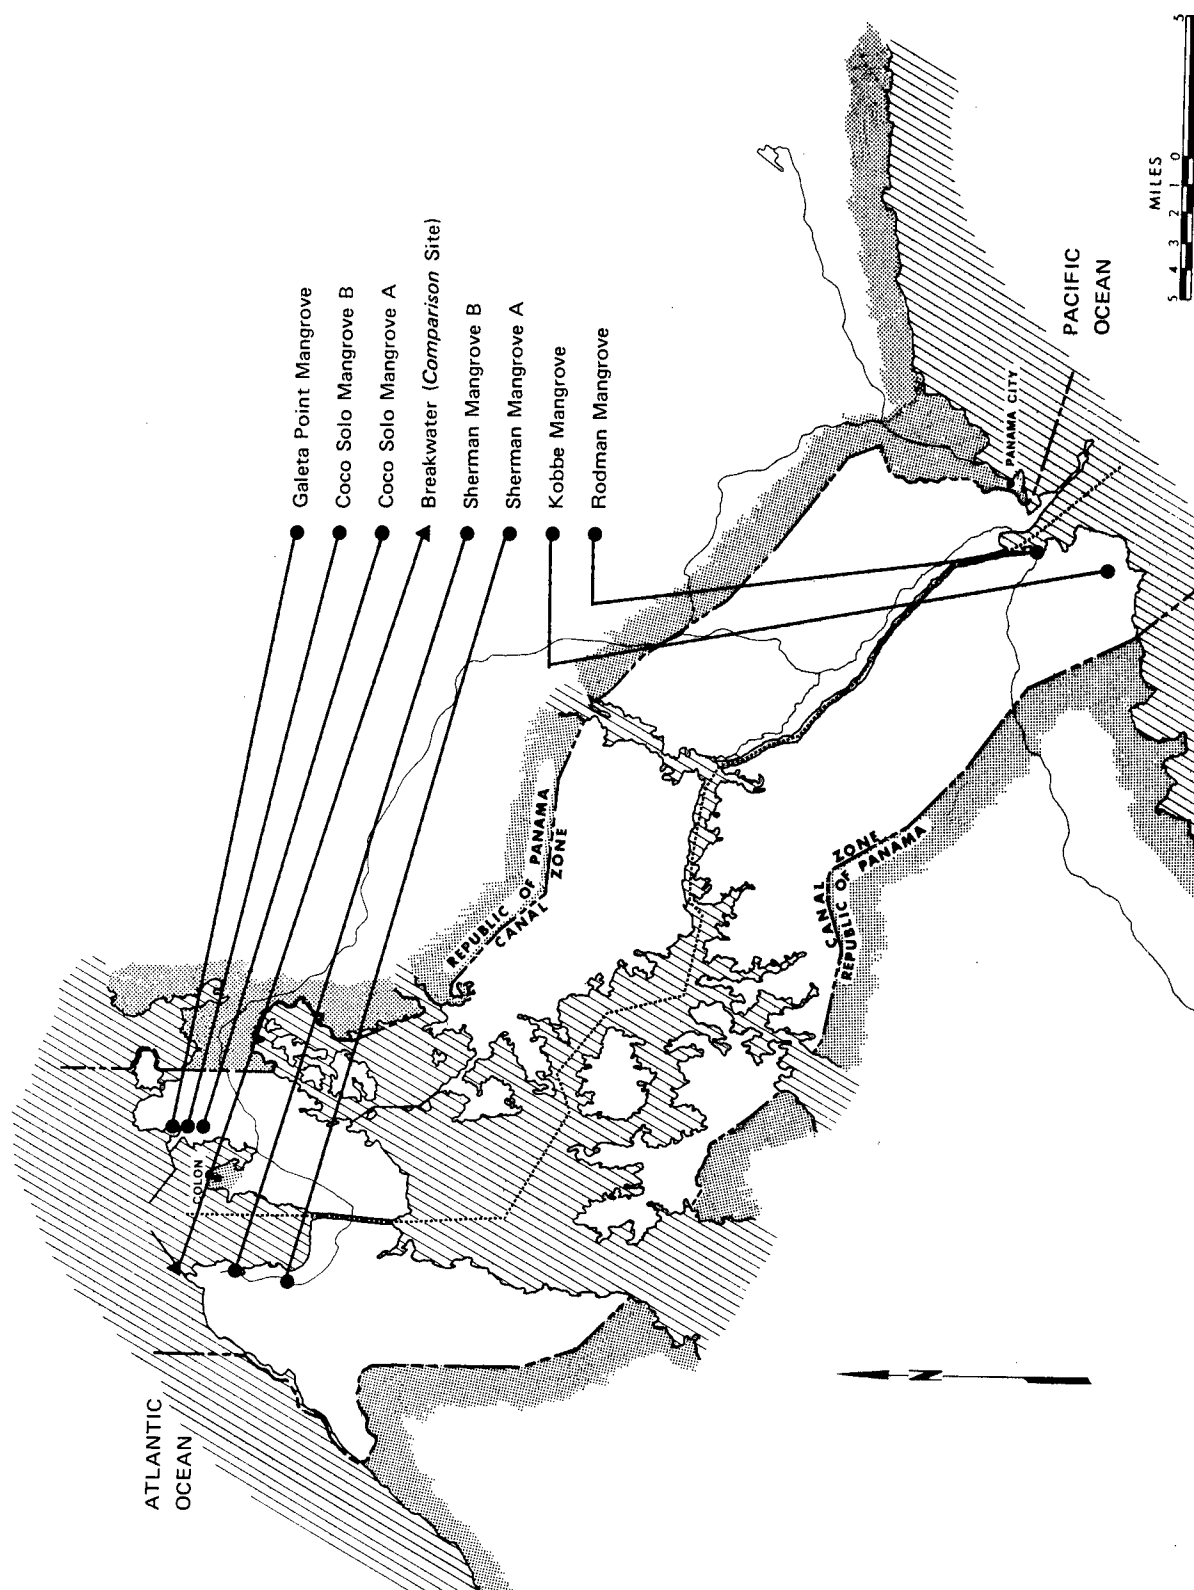 Galeta Point Mangrove
Coco Solo Mangrove B
Coco Solo Mangrove A
Breakwater (Comparison Site)
Sherman Mangrove B
Sherman Mangrove A
Kobbe Mangrove
Rodman Mangrove
ATLANTIC
OCEAN
COLON
REPUBLIC OF PANAMA
CANAL ZONE
CANAL ZONE
REPUBLIC OF PANAMA
PANAMA CITY
PACIFIC
OCEAN
N
MILES
5 4 3 2 1 0 5